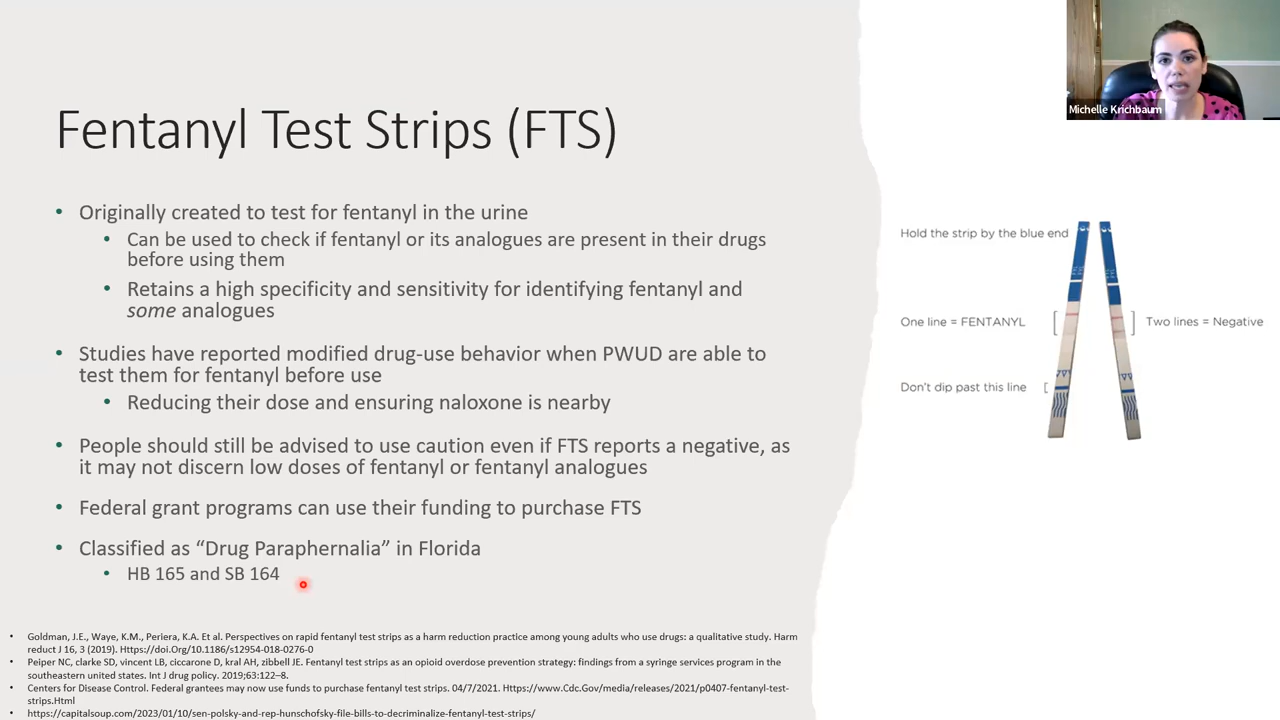 Michelle Krichbaum
Fentanyl Test Strips (FTS)
• Originally created to test for fentanyl in the urine
• Can be used to check if fentanyl or its analogues are present in their drugs
before using them
• Retains a high specificity and sensitivity for identifying fentanyl and
some analogues
• Studies have reported modified drug-use behavior when PWUD are able to
test them for fentanyl before use
• Reducing their dose and ensuring naloxone is nearby
• People should still be advised to use caution even if FTS reports a negative, as
it may not discern low doses of fentanyl or fentanyl analogues
• Federal grant programs can use their funding to purchase FTS
• Classified as “Drug Paraphernalia” in Florida
• HB 165 and SB 164
Hold the strip by the blue end
One line = FENTANYL
Two lines = Negative
Don't dip past this line
• Goldman, J.E., Waye, K.M., Periera, K.A. Et al. Perspectives on rapid fentanyl test strips as a harm reduction practice among young adults who use drugs: a qualitative study. Harm
reduct J 16, 3 (2019). Https://doi.Org/10.1186/s12954-018-0276-0
• Peiper NC, clarke SD, vincent LB, ciccarone D, kral AH, zibbell JE. Fentanyl test strips as an opioid overdose prevention strategy: findings from a syringe services program in the
southeastern united states. Int J drug policy. 2019;63:122–8.
• Centers for Disease Control. Federal grantees may now use funds to purchase fentanyl test strips. 04/7/2021. Https://www.Cdc.Gov/media/releases/2021/p0407-fentanyl-test-
strips.Html
• https://capitalsoup.com/2023/01/10/sen-polsky-and-rep-hunschofsky-file-bills-to-decriminalize-fentanyl-test-strips/